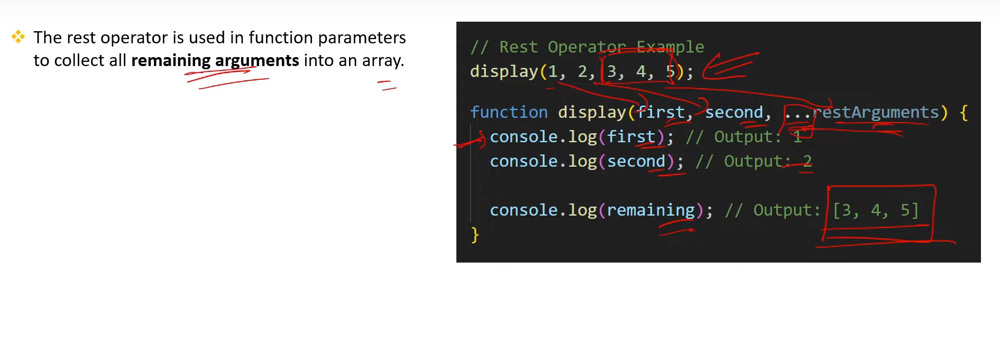 The rest operator is used in function parameters
to collect all remaining arguments into an array.
// Rest Operator Example
display(1, 2, 3, 4, 5);
function display(first, second, ...restArguments) {
console.log(first); // Output: 1
console.log(second); // Output: 2
console.log(remaining); // Output: [3, 4, 5]
}